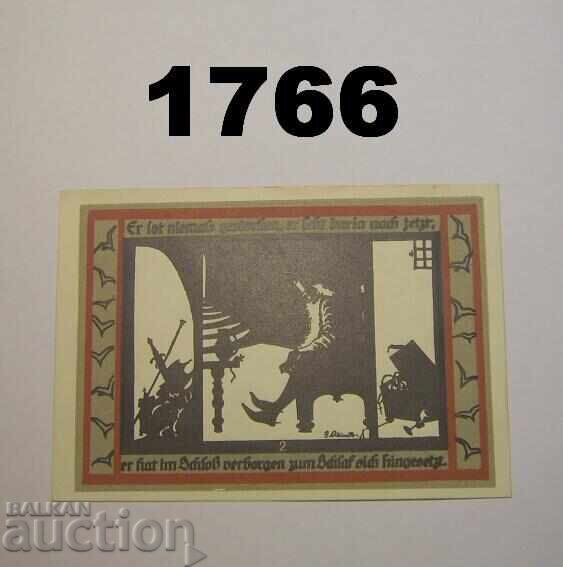 1766
Er ist niemals gestorben, er lebt darin noch jetzt.
2
er hat im Schloß verborgen zum Schlaf sich hingesetzt.
BALKAN
auction